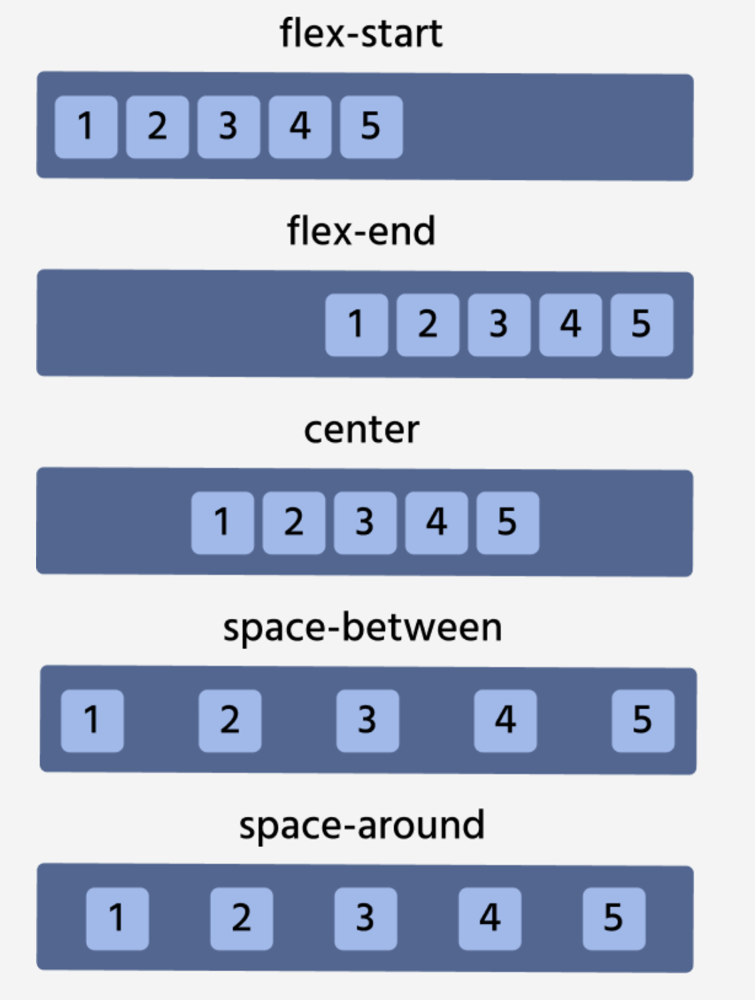 flex-start
1 2 3 4 5
flex-end
1 2 3 4 5
center
1 2 3 4 5
space-between
1 2 3 4 5
space-around
1 2 3 4 5